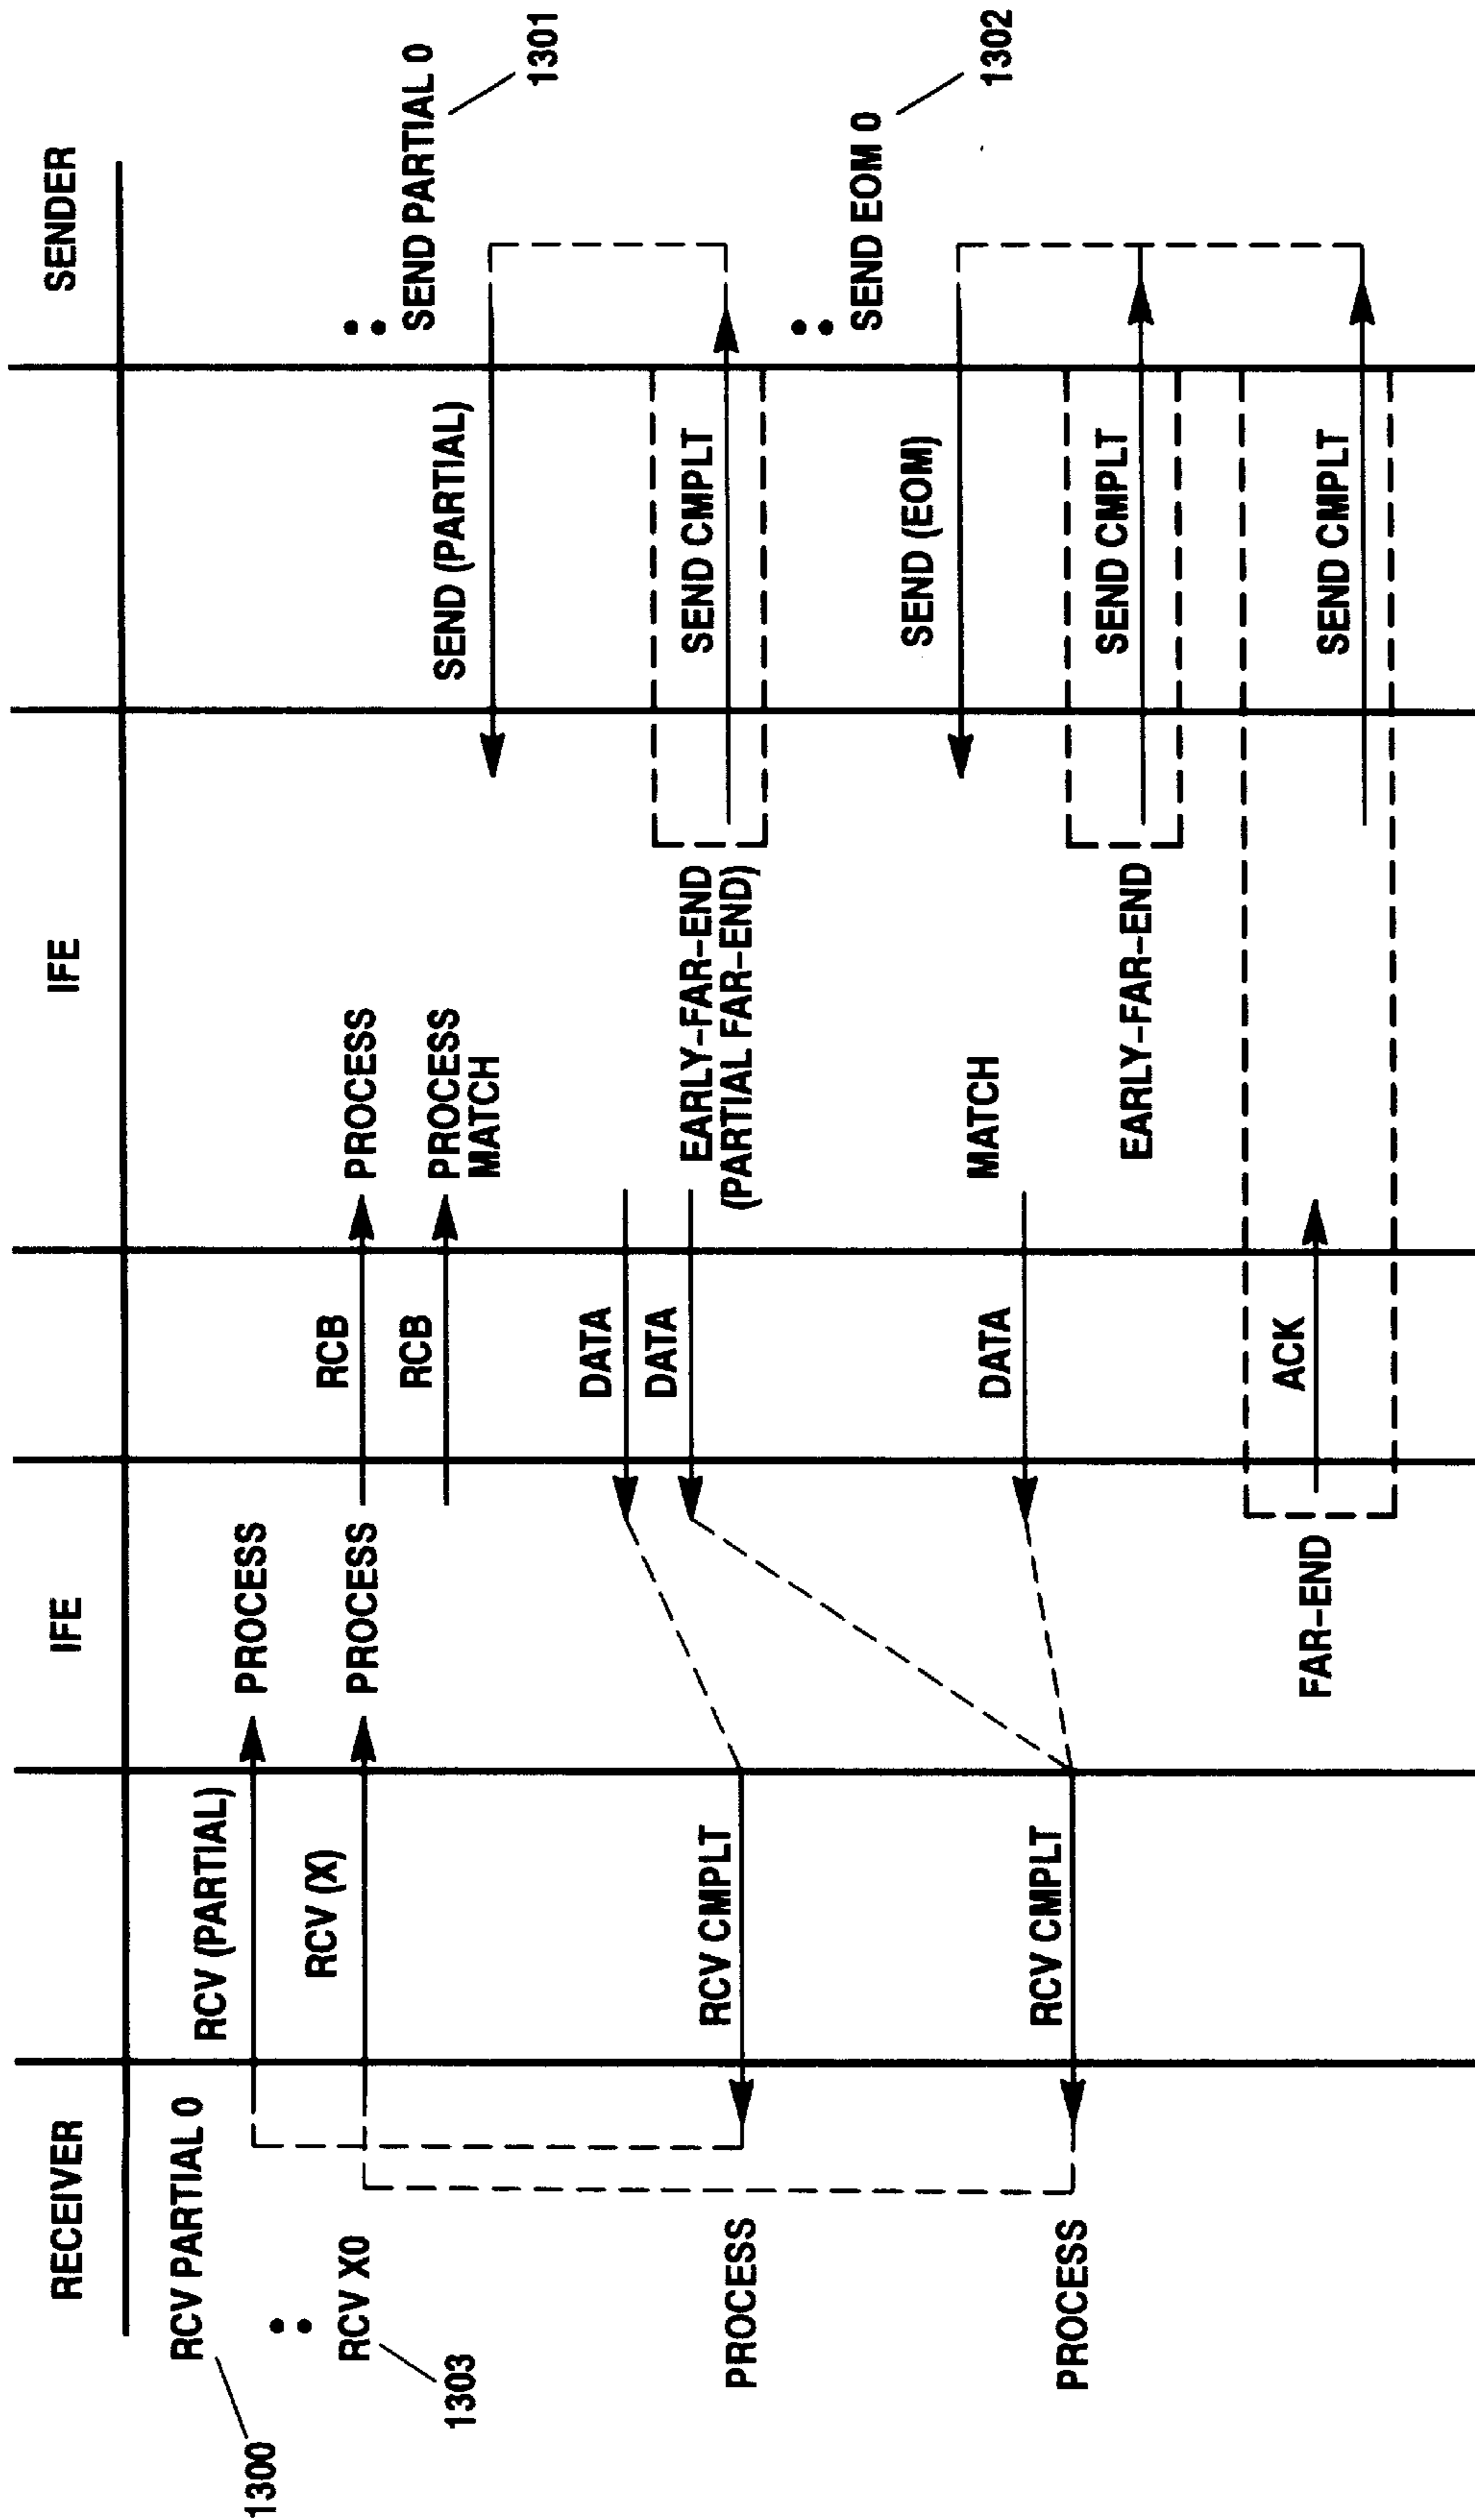 RECEIVER
IFE
IFE
SENDER
RCV PARTIAL 0
1300
RCV (PARTIAL)
PROCESS
RCV X0
1303
RCV (X)
PROCESS
RCB
PROCESS
RCB
PROCESS
MATCH
SEND PARTIAL 0
1301
SEND (PARTIAL)
DATA
DATA
EARLY-FAR-END
(PARTIAL FAR-END)
SEND CMPLT
RCV CMPLT
PROCESS
SEND EOM 0
1302
SEND (EOM)
MATCH
DATA
RCV CMPLT
PROCESS
EARLY-FAR-END
SEND CMPLT
FAR-END
ACK
SEND CMPLT